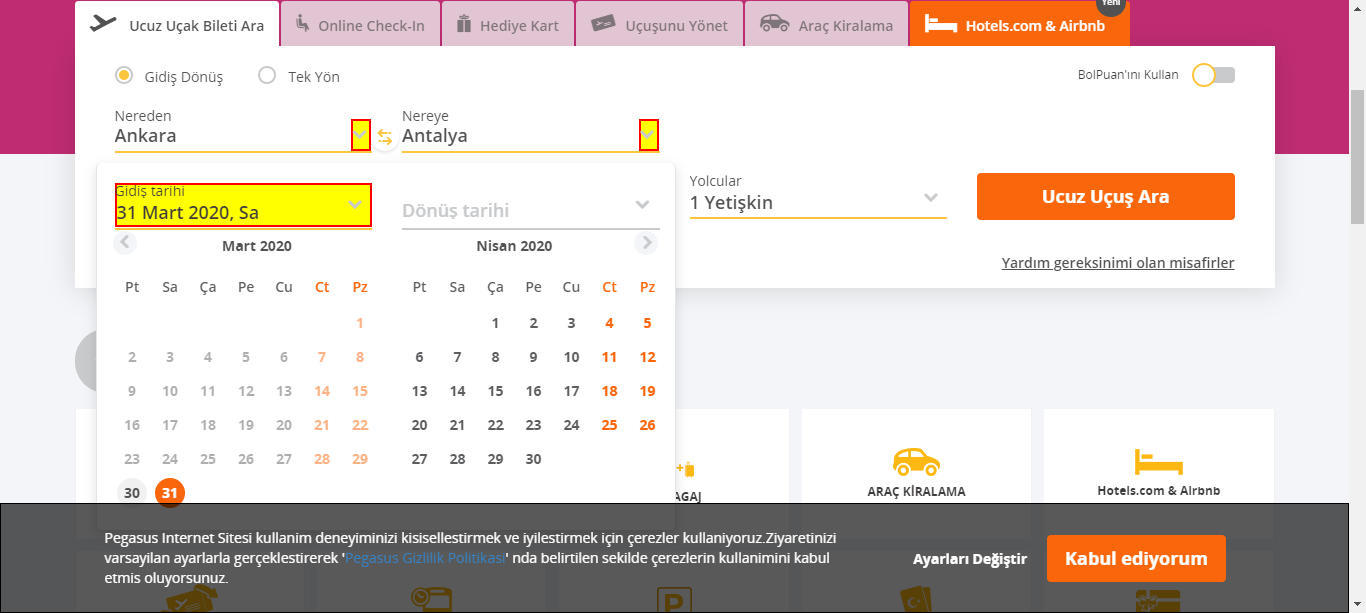 Ucuz Uçak Bileti Ara
Online Check-In
Hediye Kart
Uçuşunu Yönet
Araç Kiralama
Yeni
Hotels.com & Airbnb
Gidiş Dönüş
Tek Yön
BolPuan'ını Kullan
Nereden
Ankara
Nereye
Antalya
Gidiş tarihi
31 Mart 2020, Sa
Dönüş tarihi
Yolcular
1 Yetişkin
Ucuz Uçuş Ara
Yardım gereksinimi olan misafirler
Mart 2020
Pt Sa Ça Pe Cu Ct Pz
1
2 3 4 5 6 7 8
9 10 11 12 13 14 15
16 17 18 19 20 21 22
23 24 25 26 27 28 29
30 31
Nisan 2020
Pt Sa Ça Pe Cu Ct Pz
1 2 3 4 5
6 7 8 9 10 11 12
13 14 15 16 17 18 19
20 21 22 23 24 25 26
27 28 29 30
AGAJ
ARAÇ KİRALAMA
Hotels.com & Airbnb
Pegasus Internet Sitesi kullanim deneyiminizi kisisellestirmek ve iyilestirmek için çerezler kullaniyoruz.Ziyaretinizi
varsayilan ayarlarla gerçeklestirerek 'Pegasus Gizlilik Politikasi' nda belirtilen sekilde çerezlerin kullanimini kabul
etmis oluyorsunuz.
Ayarları Değiştir
Kabul ediyorum